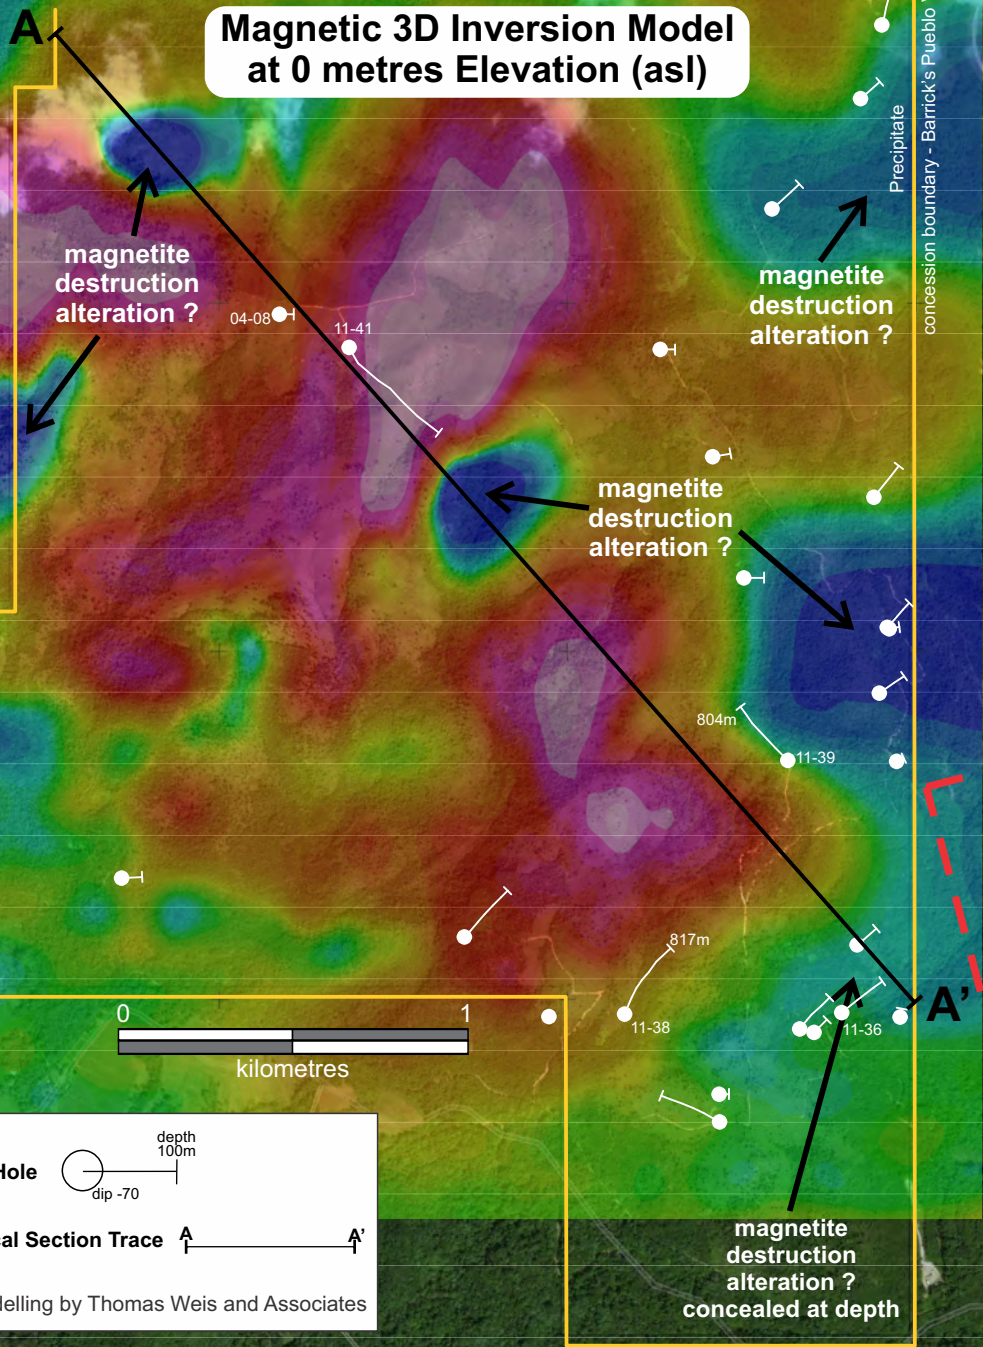 A
Magnetic 3D Inversion Model
at 0 metres Elevation (asl)
Precipitate
concession boundary - Barrick's Pueblo
magnetite
destruction
alteration ?
magnetite
destruction
alteration ?
04-08
11-41
magnetite
destruction
alteration ?
804m
11-39
817m
11-38
11-36
A'
0 1
kilometres
depth
100m
Hole
dip -70
Section Trace
A A'
by Thomas Weis and Associates
magnetite
destruction
alteration ?
concealed at depth